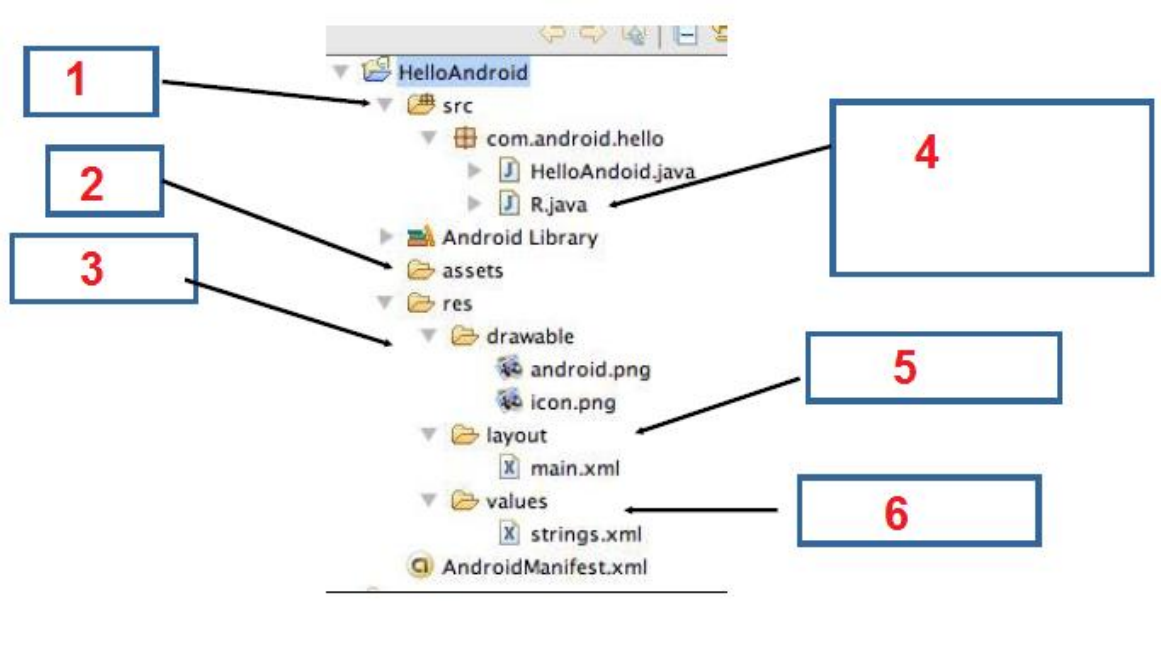 1
HelloAndroid
src
com.android.hello
4
2
HelloAndoid.java
R.java
3
Android Library
assets
res
drawable
5
android.png
icon.png
layout
main.xml
6
values
strings.xml
AndroidManifest.xml